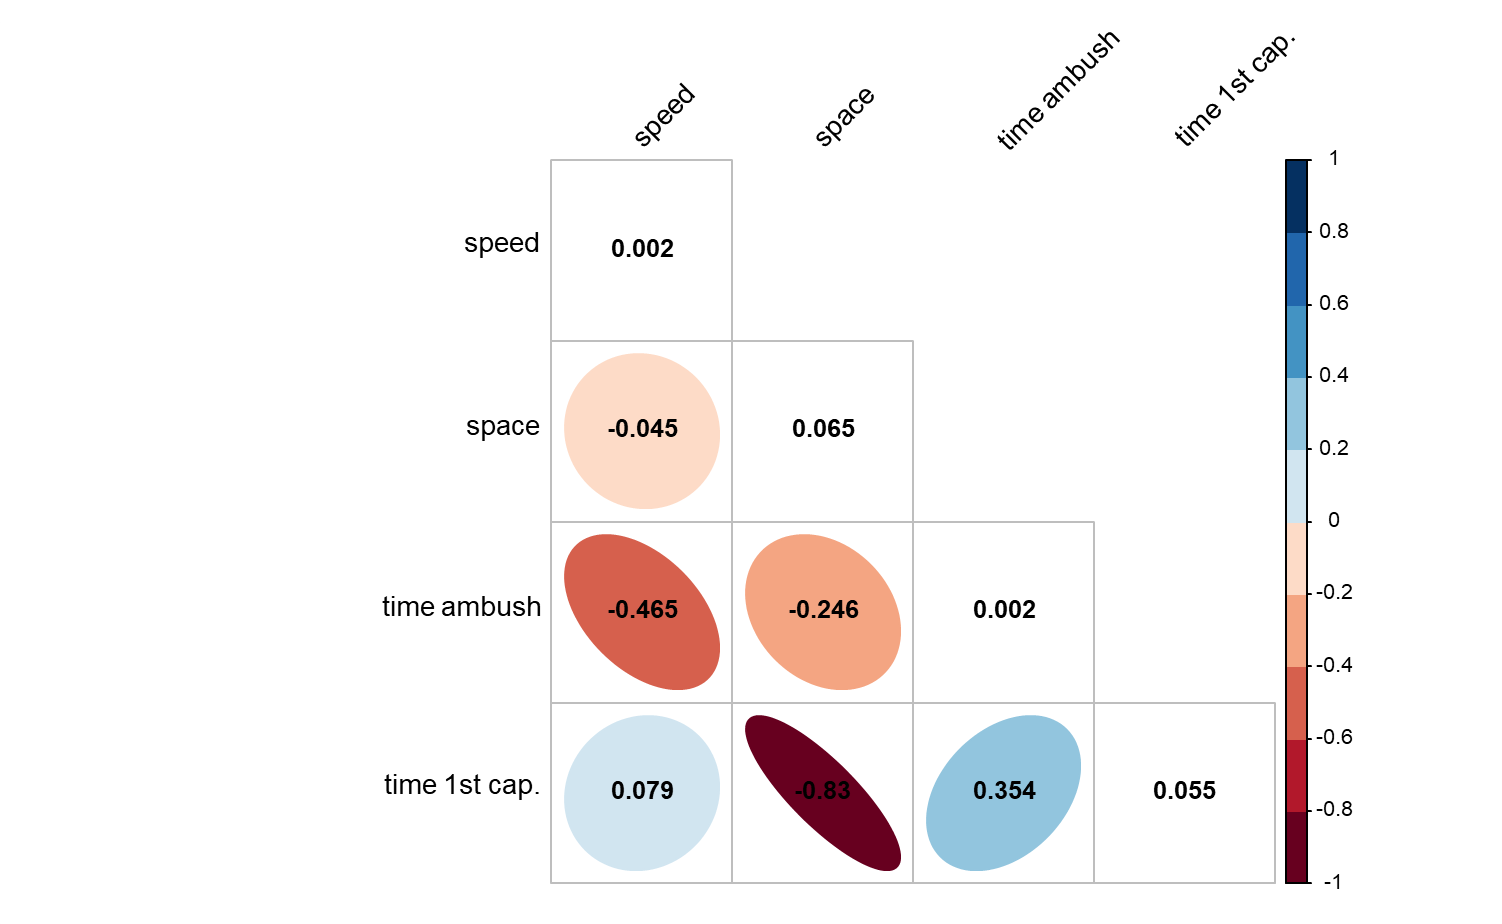 speed
space
time ambush
time 1st cap.
speed
0.002
space
-0.045
0.065
time ambush
-0.465
-0.246
0.002
time 1st cap.
0.079
-0.83
0.354
0.055
1
0.8
0.6
0.4
0.2
0
-0.2
-0.4
-0.6
-0.8
-1